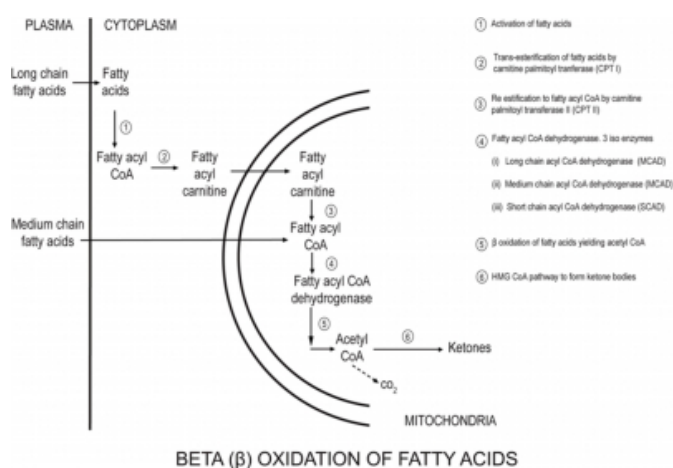 PLASMA
CYTOPLASM
Long chain
fatty acids
Fatty
acids
①
Fatty acyl
CoA
②
Fatty
acyl
carnitine
Fatty
acyl
carnitine
③
Medium chain
fatty acids
Fatty acyl
CoA
④
Fatty acyl CoA
dehydrogenase
⑤
Acetyl
CoA
⑥
Ketones
co₂
MITOCHONDRIA
① Activation of fatty acids
② Trans-esterification of fatty acids by
carnitine palmitoyl tranferase (CPT I)
③ Re estification to fatty acyl CoA by carnitine
palmitoyl transferase II (CPT II)
④ Fatty acyl CoA dehydrogenase. 3 iso enzymes
(i) Long chain acyl CoA dehydrogenase (MCAD)
(ii) Medium chain acyl CoA dehydrogenase (MCAD)
(iii) Short chain acyl CoA dehydrogenase (SCAD)
⑤ β oxidation of fatty acids yielding acetyl CoA
⑥ HMG CoA pathway to form ketone bodies
BETA (β) OXIDATION OF FATTY ACIDS